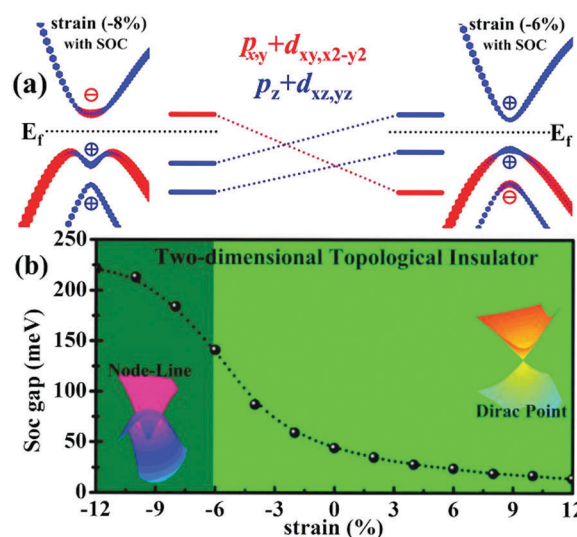 strain (-8%)
with SOC
(a)
⊖
E_f
⊕
⊕
p_x,y+d_xy,x2-y2
p_z+d_xz,yz
strain (-6%)
with SOC
⊕
E_f
⊕
⊖
(b)
Two-dimensional Topological Insulator
Node-Line
Dirac Point
Soc gap (meV)
250
200
150
100
50
0
-12 -9 -6 -3 0 3 6 9 12
strain (%)